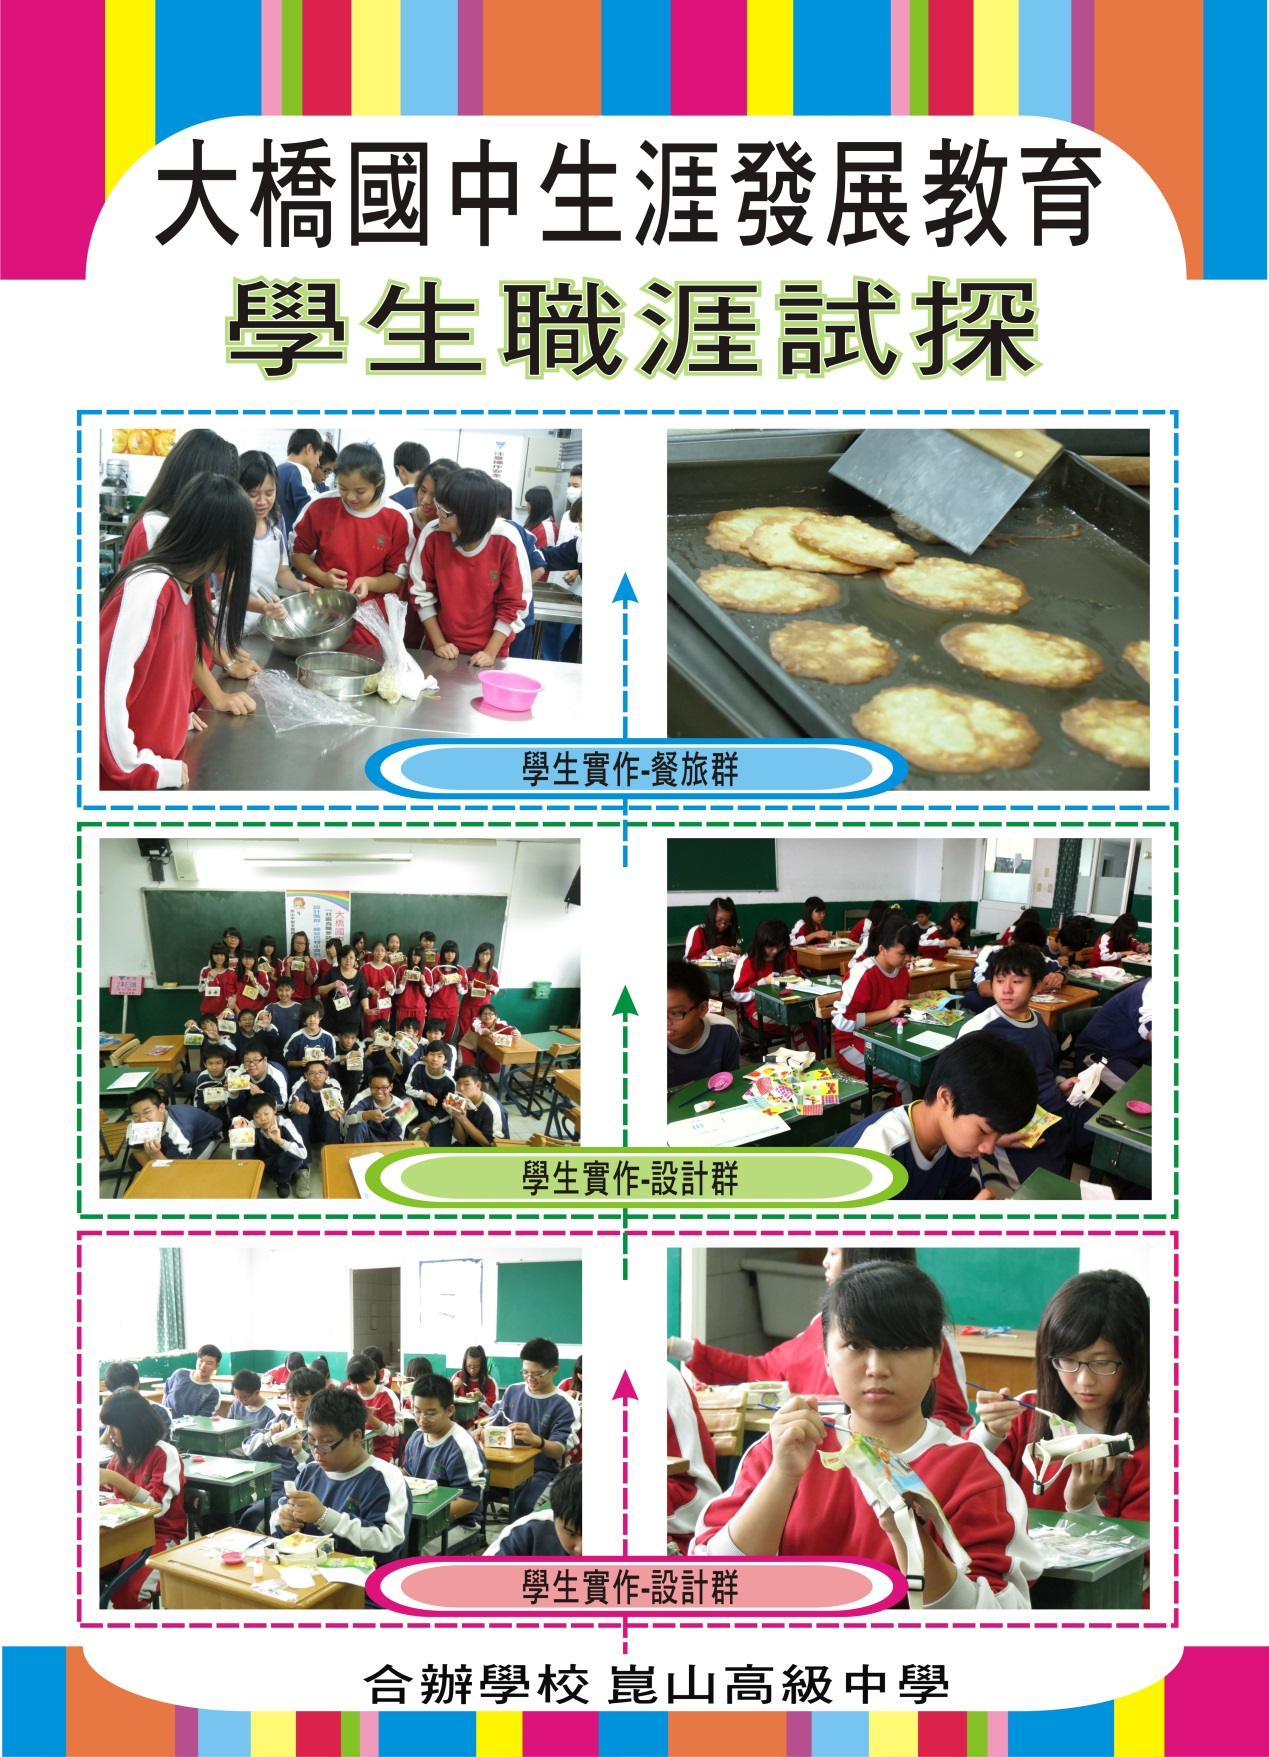 大橋國中生涯發展教育
學生職涯試探
學生實作-餐旅群
學生實作-設計群
學生實作-設計群
合辦學校 崑山高級中學